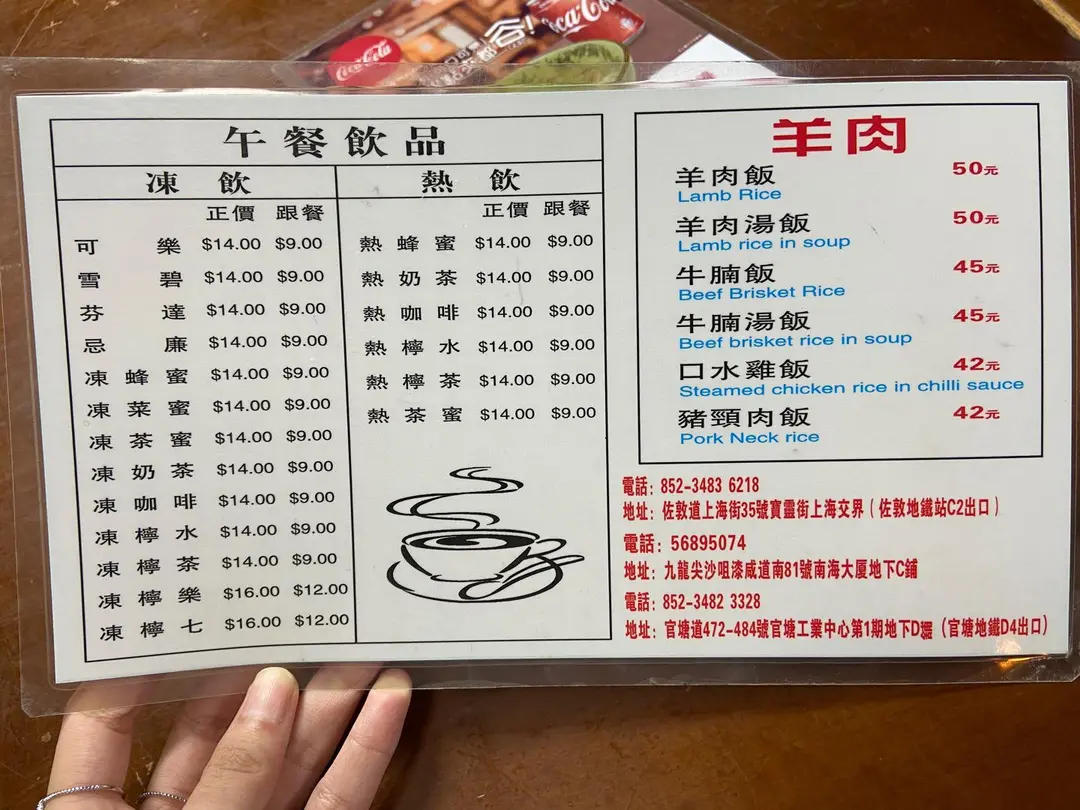 Coca-Cola
Coca-Cola
午餐飲品
凍飲
正價 跟餐
可樂 $14.00 $9.00
雪碧 $14.00 $9.00
芬達 $14.00 $9.00
忌廉 $14.00 $9.00
凍蜂蜜 $14.00 $9.00
凍菜蜜 $14.00 $9.00
凍茶蜜 $14.00 $9.00
凍奶茶 $14.00 $9.00
凍咖啡 $14.00 $9.00
凍檸水 $14.00 $9.00
凍檸茶 $14.00 $9.00
凍檸樂 $16.00 $12.00
凍檸七 $16.00 $12.00
熱飲
正價 跟餐
熱蜂蜜 $14.00 $9.00
熱奶茶 $14.00 $9.00
熱咖啡 $14.00 $9.00
熱檸水 $14.00 $9.00
熱檸茶 $14.00 $9.00
熱茶蜜 $14.00 $9.00
羊肉
羊肉飯 50元
Lamb Rice
羊肉湯飯 50元
Lamb rice in soup
牛腩飯 45元
Beef Brisket Rice
牛腩湯飯 45元
Beef brisket rice in soup
口水雞飯 42元
Steamed chicken rice in chilli sauce
豬頸肉飯 42元
Pork Neck rice
電話：852-3483 6218
地址：佐敦道上海街35號寶靈街上海交界（佐敦地鐵站C2出口）
電話：56895074
地址：九龍尖沙咀漆咸道南81號南海大厦地下C鋪
電話：852-3482 3328
地址：官塘道472-484號官塘工業中心第1期地下D（官塘地鐵D4出口）